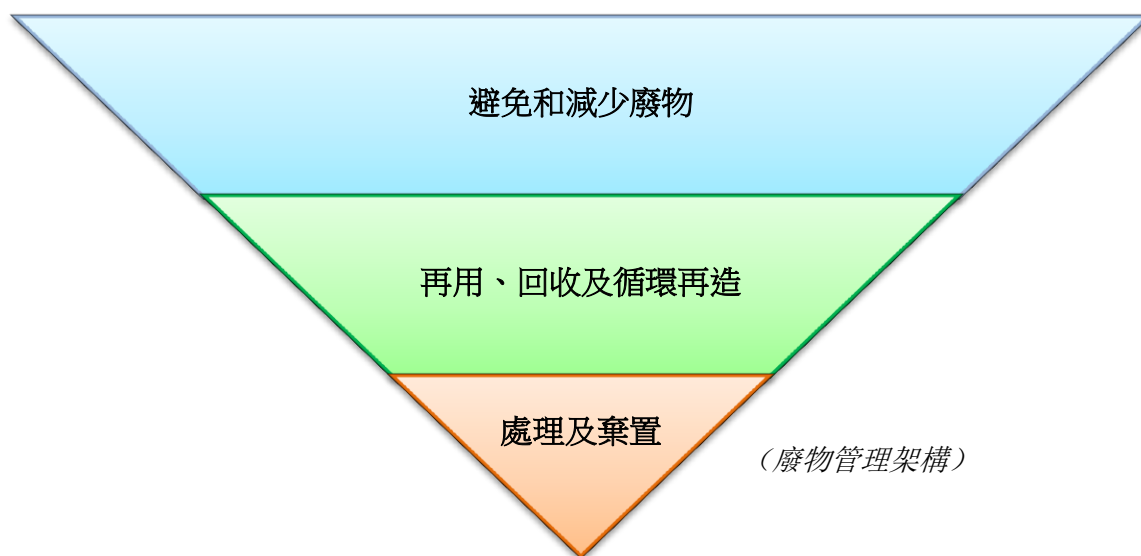 避免和減少廢物
再用、回收及循環再造
處理及棄置
（廢物管理架構）